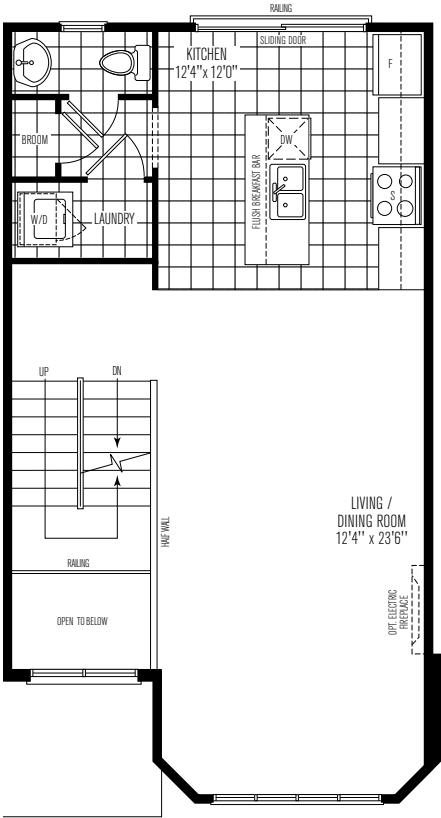 RAILING
SLIDING DOOR
KITCHEN
12'4" x 12'0"
F
BROOM
DW
FLUSH BREAKFAST BAR
S
W/D
LAUNDRY
UP
DN
HALF WALL
LIVING /
DINING ROOM
12'4" x 23'6"
RAILING
OPT. ELECTRIC
FIREPLACE
OPEN TO BELOW